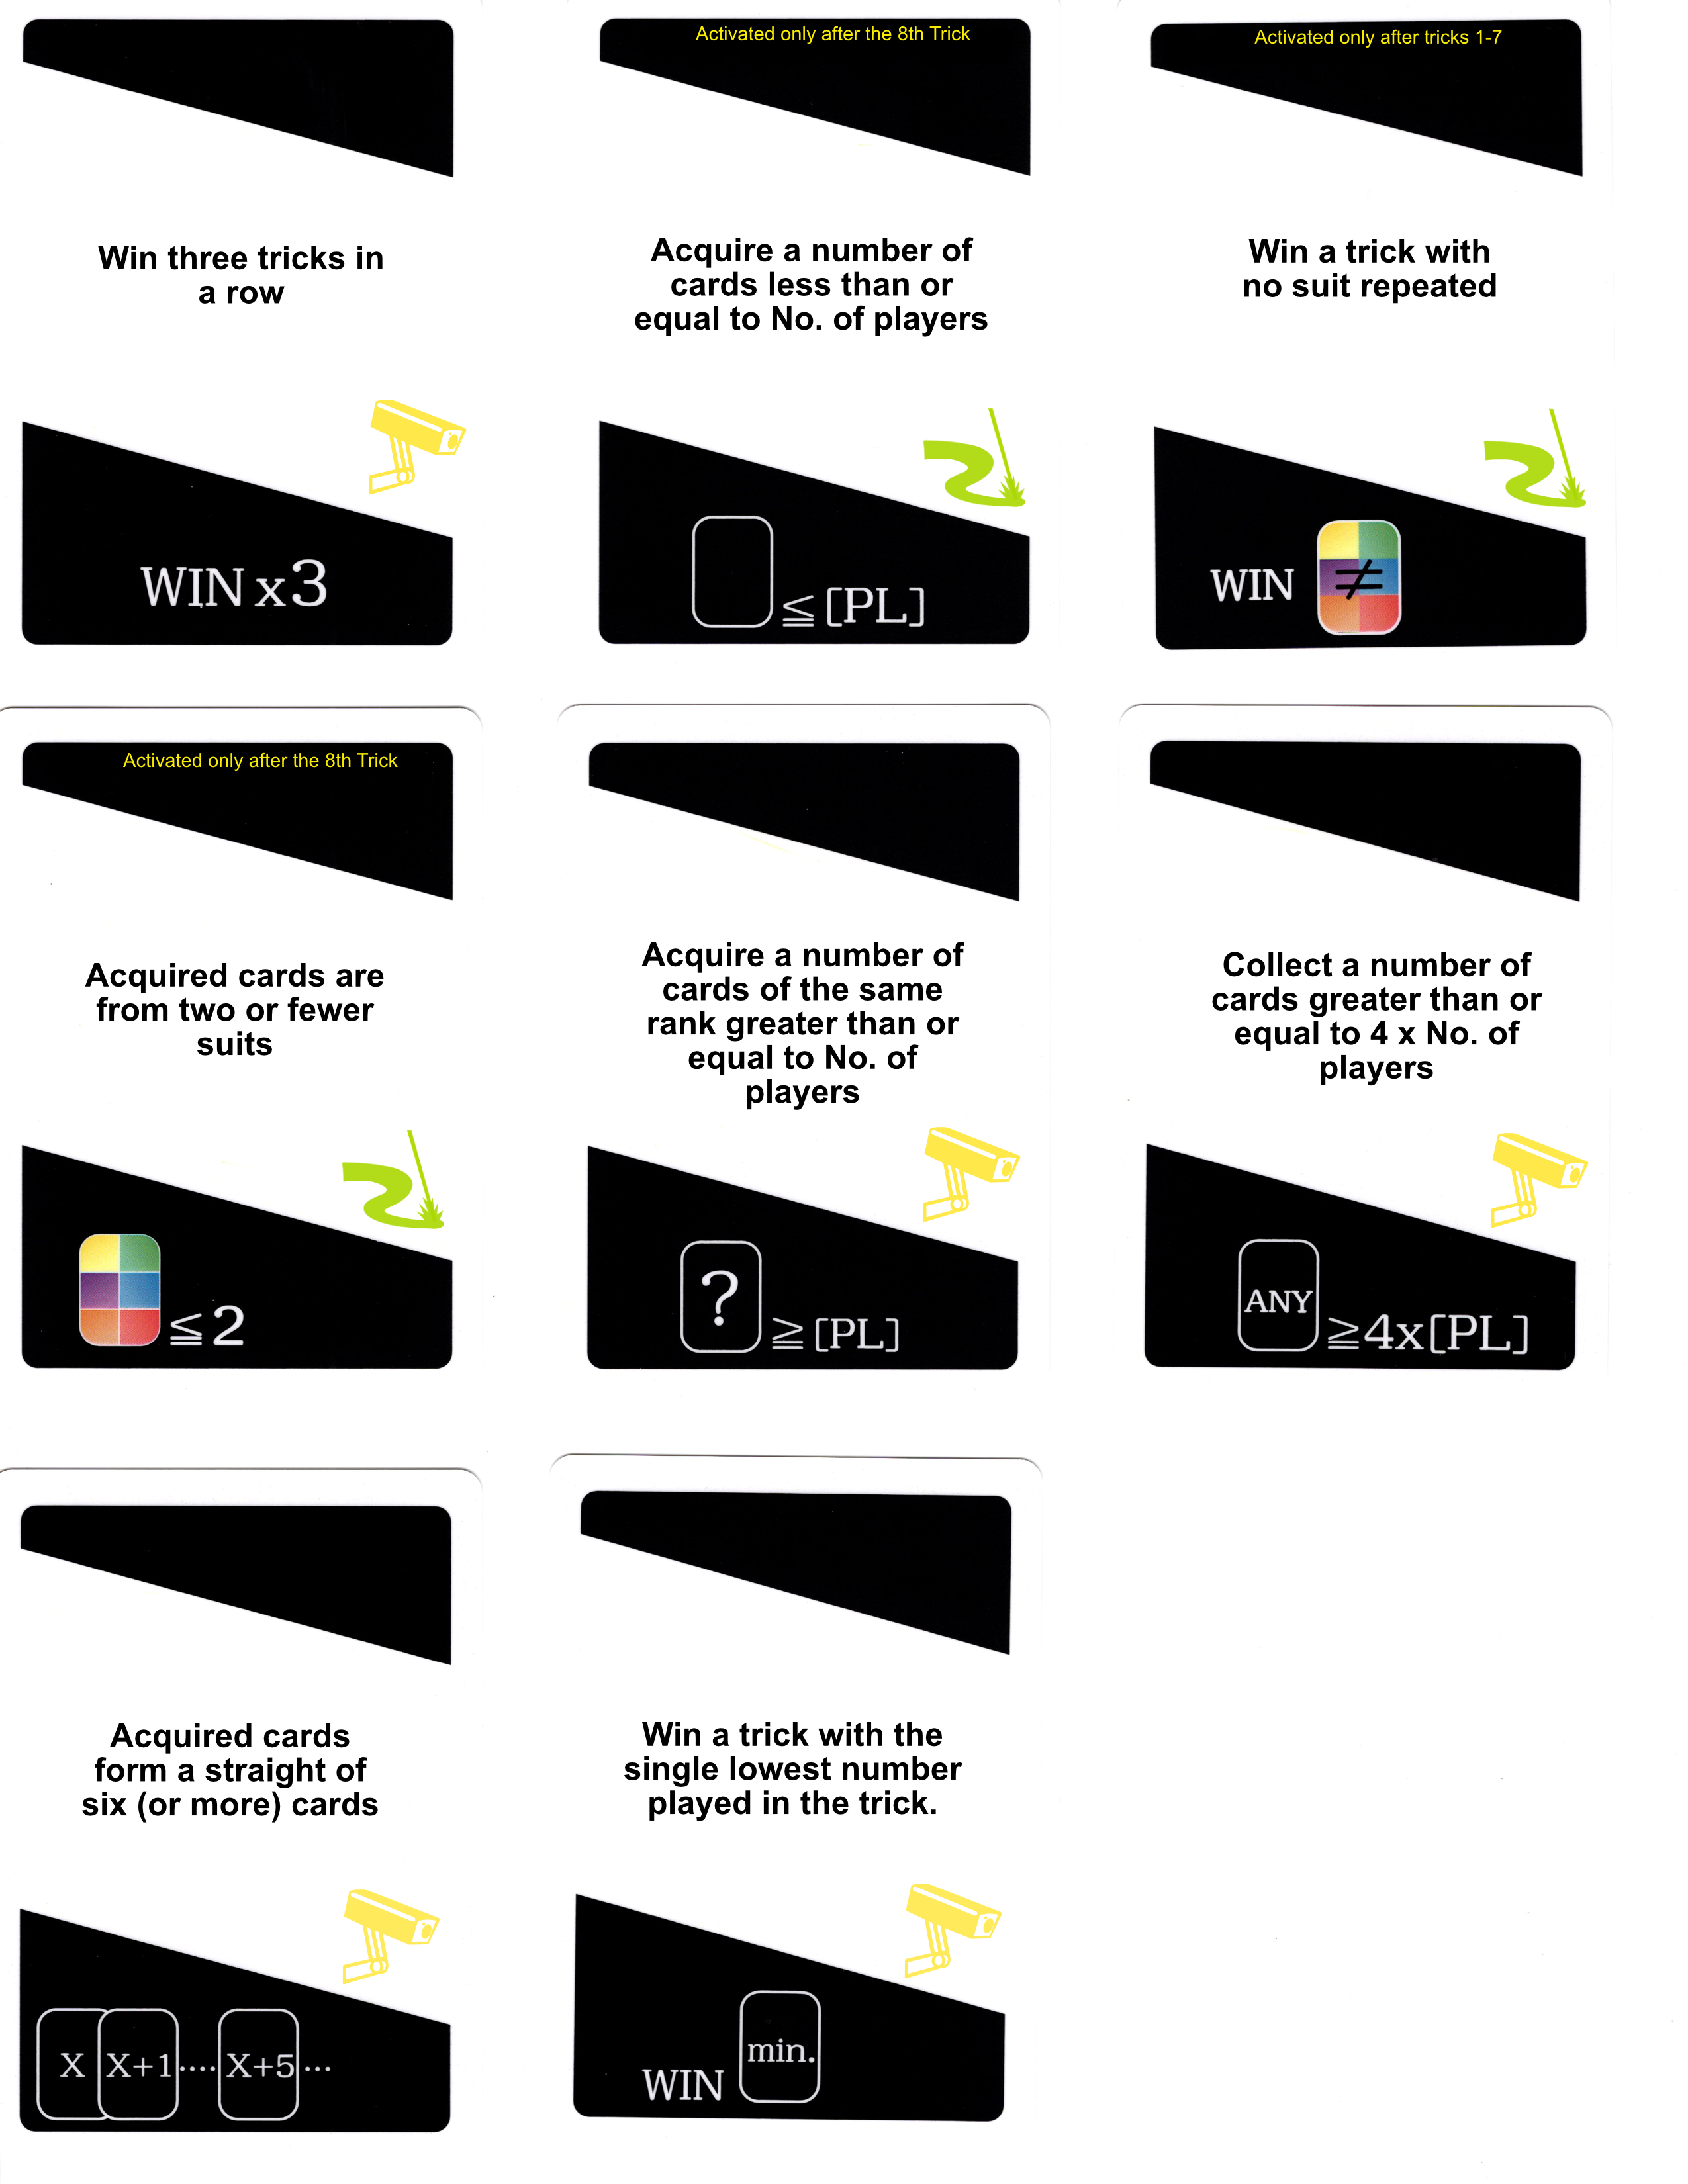 Win three tricks in
a row
WIN x3
Activated only after the 8th Trick
Acquire a number of
cards less than or
equal to No. of players
≦ [PL]
Activated only after tricks 1-7
Win a trick with
no suit repeated
WIN ≠
Activated only after the 8th Trick
Acquired cards are
from two or fewer
suits
≦2
Acquire a number of
cards of the same
rank greater than or
equal to No. of
players
? ≧ [PL]
Collect a number of
cards greater than or
equal to 4 x No. of
players
ANY ≧4x[PL]
Acquired cards
form a straight of
six (or more) cards
X X+1 ···· X+5 ···
Win a trick with the
single lowest number
played in the trick.
WIN min.